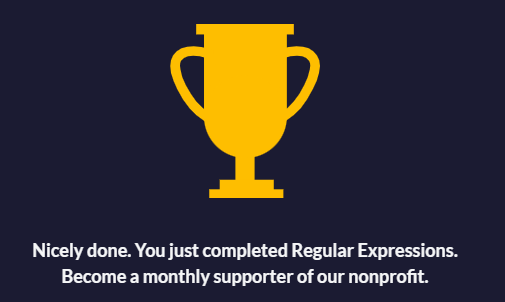 Nicely done. You just completed Regular Expressions.
Become a monthly supporter of our nonprofit.